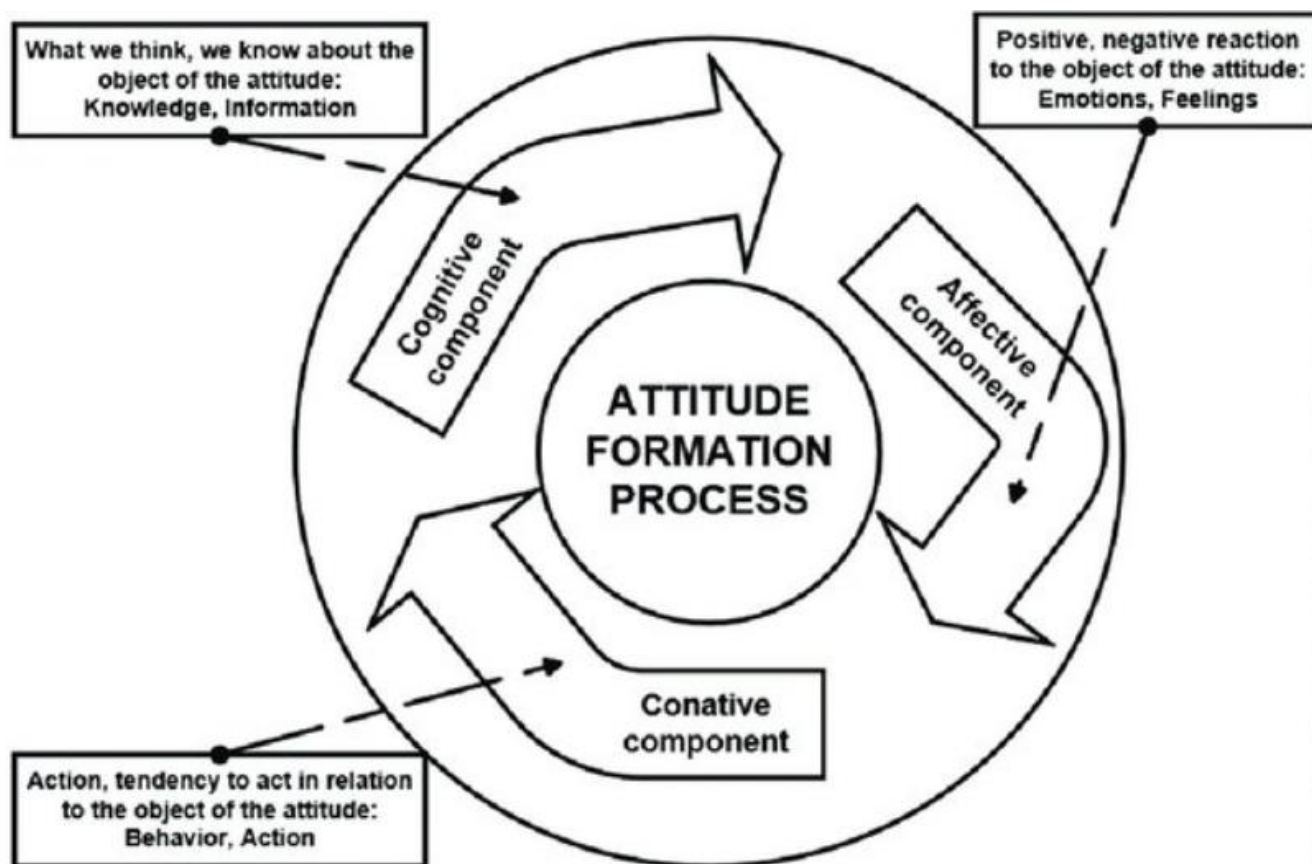 What we think, we know about the
object of the attitude:
Knowledge, Information
Positive, negative reaction
to the object of the attitude:
Emotions, Feelings
Cognitive
component
Affective
component
ATTITUDE
FORMATION
PROCESS
Conative
component
Action, tendency to act in relation
to the object of the attitude:
Behavior, Action